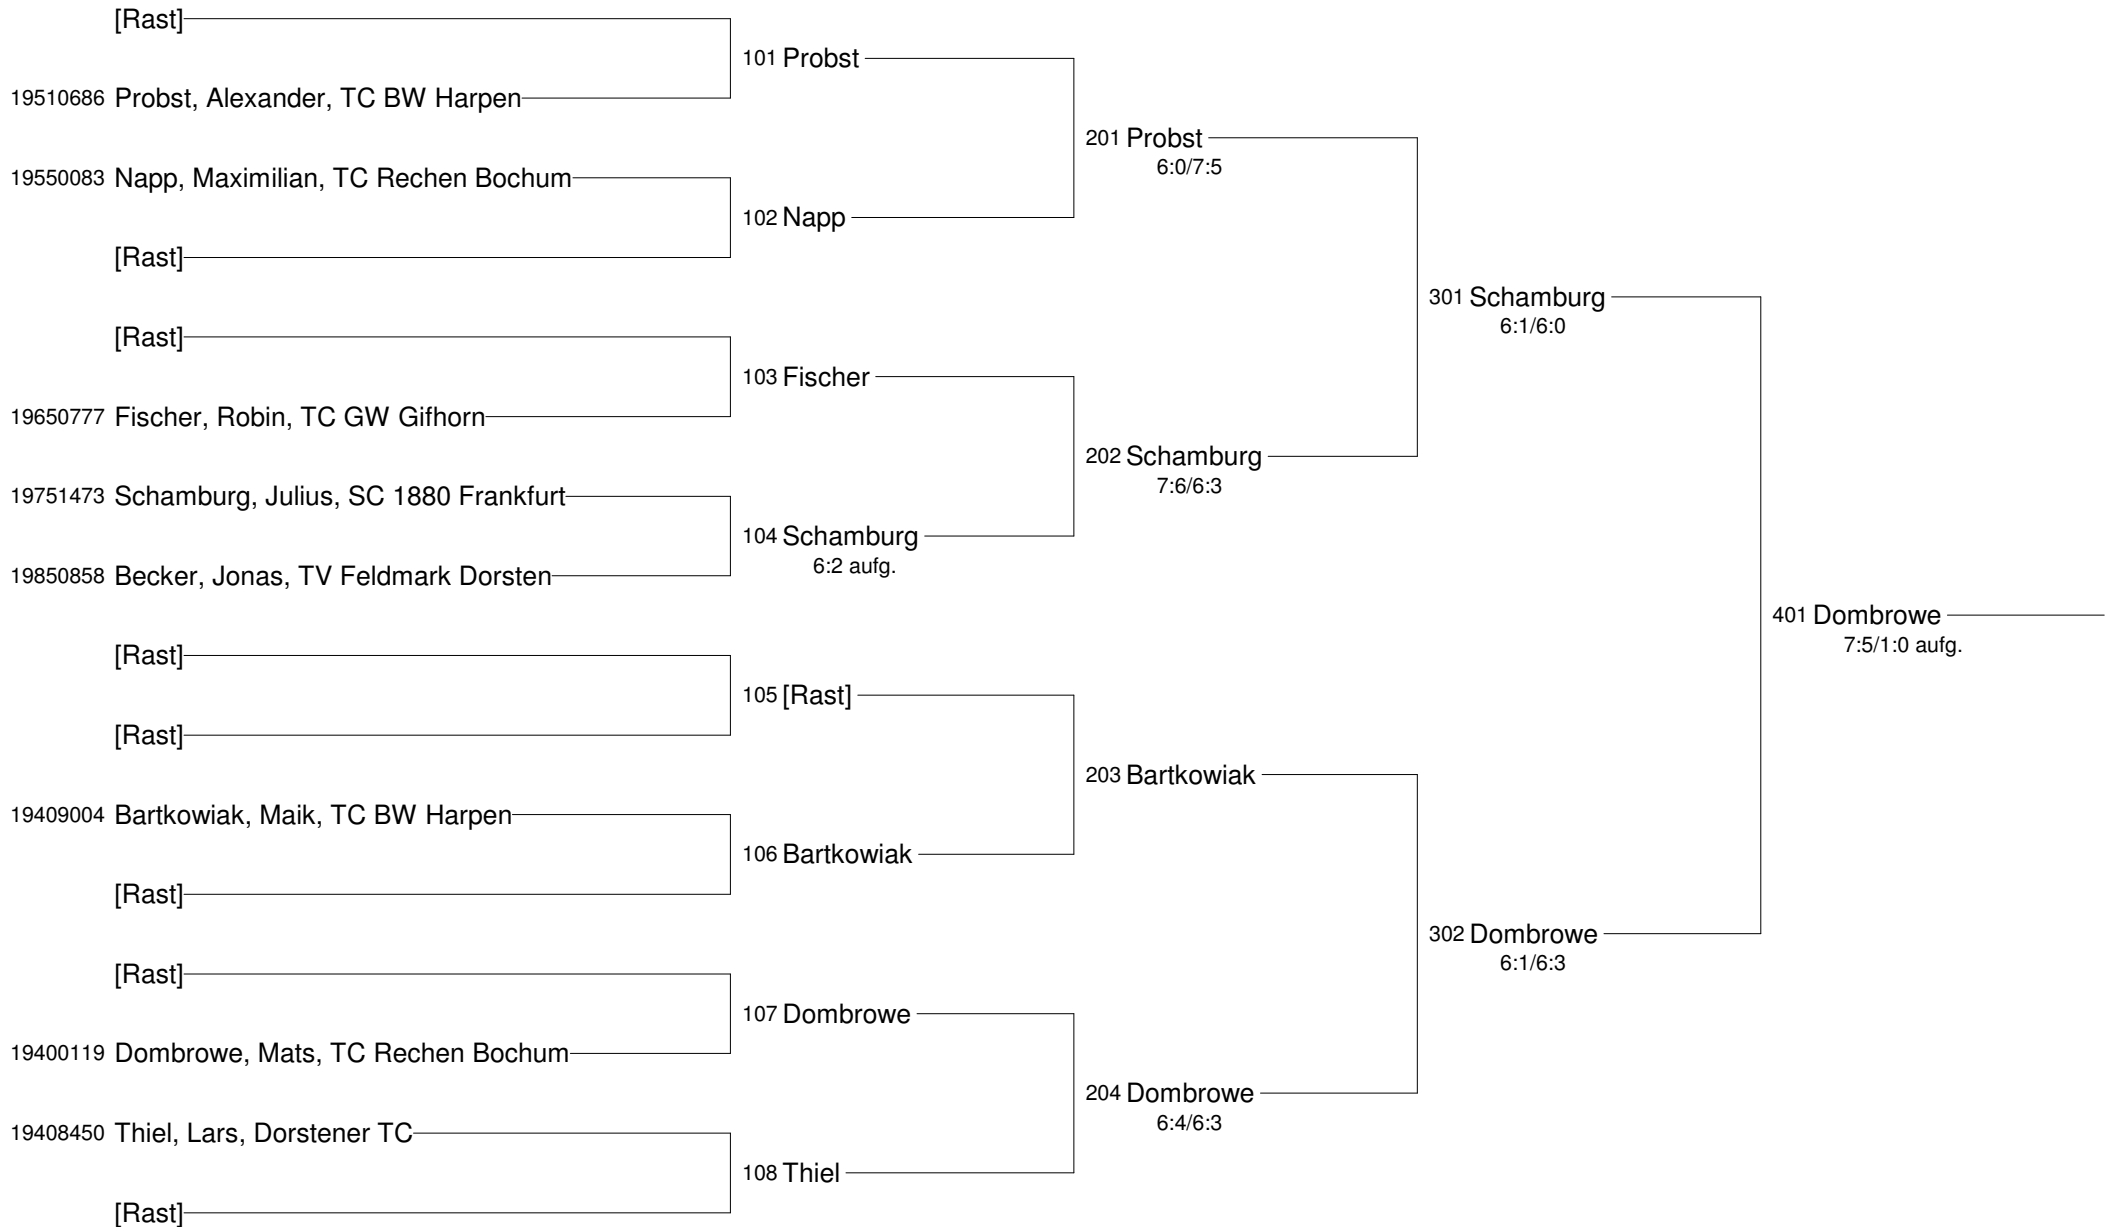 [Rast]
101 Probst
19510686 Probst, Alexander, TC BW Harpen
201 Probst
6:0/7:5
19550083 Napp, Maximilian, TC Rechen Bochum
102 Napp
[Rast]
301 Schamburg
6:1/6:0
[Rast]
103 Fischer
19650777 Fischer, Robin, TC GW Gifhorn
202 Schamburg
7:6/6:3
19751473 Schamburg, Julius, SC 1880 Frankfurt
104 Schamburg
6:2 aufg.
19850858 Becker, Jonas, TV Feldmark Dorsten
401 Dombrowe
7:5/1:0 aufg.
[Rast]
105 [Rast]
[Rast]
203 Bartkowiak
19409004 Bartkowiak, Maik, TC BW Harpen
106 Bartkowiak
[Rast]
302 Dombrowe
6:1/6:3
[Rast]
107 Dombrowe
19400119 Dombrowe, Mats, TC Rechen Bochum
204 Dombrowe
6:4/6:3
19408450 Thiel, Lars, Dorstener TC
108 Thiel
[Rast]